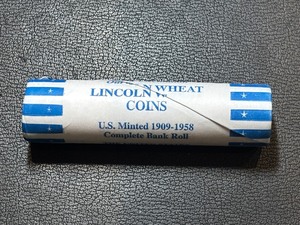 N WHEAT
LINCOLN
COINS
U.S. Minted 1909-1958
Complete Bank Roll